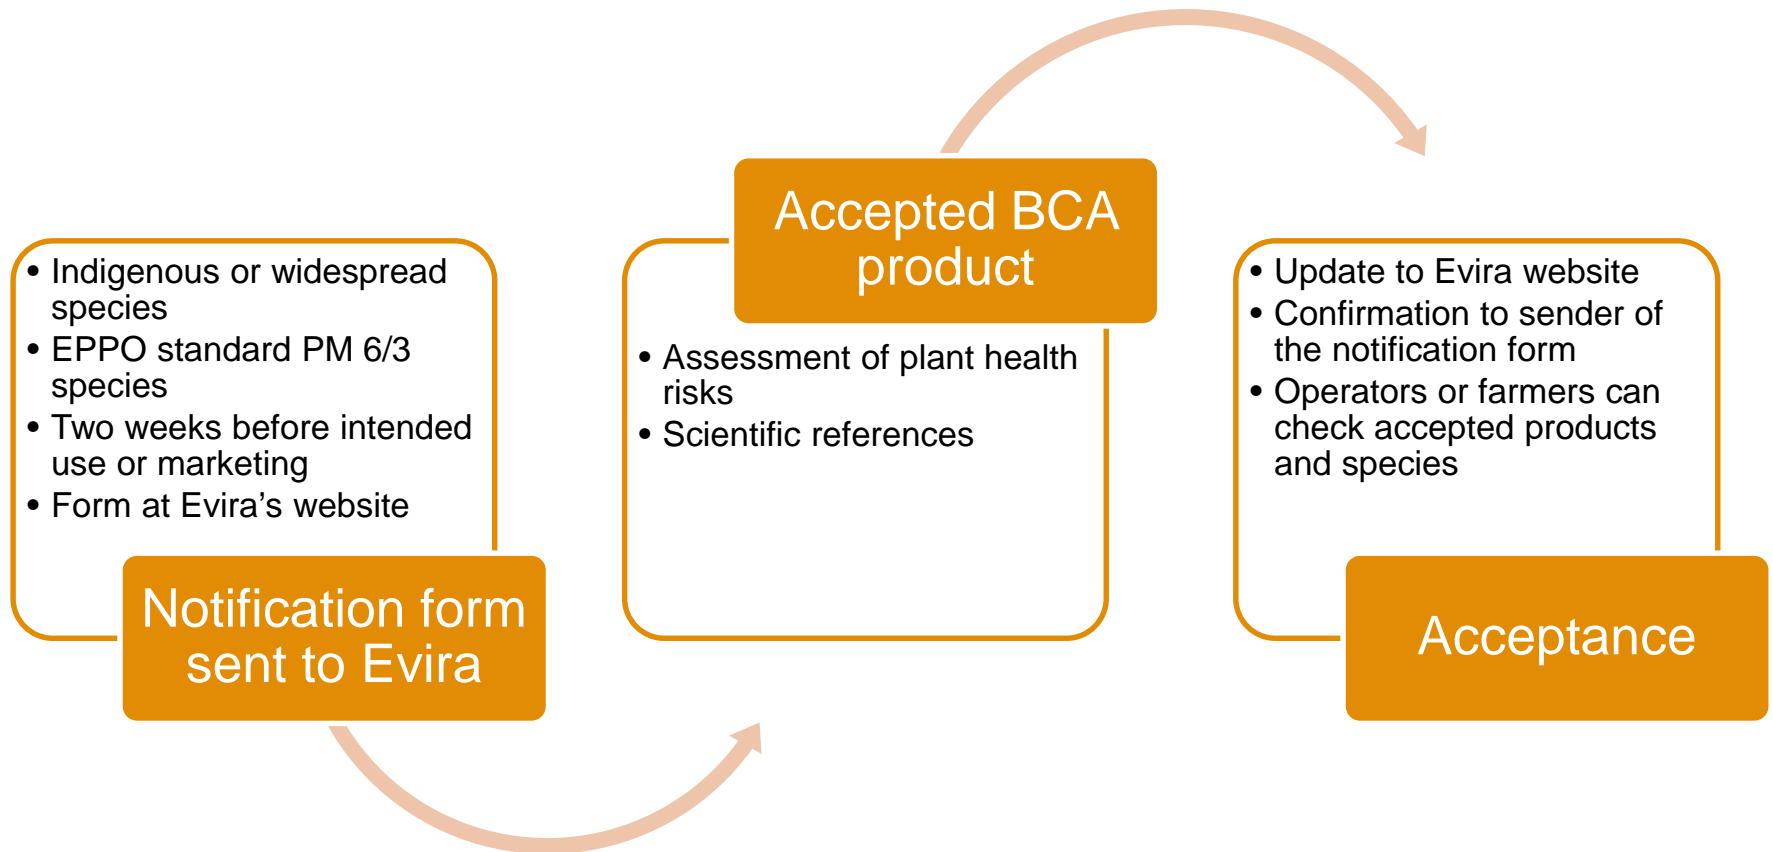 • Indigenous or widespread
species
• EPPO standard PM 6/3
species
• Two weeks before intended
use or marketing
• Form at Evira’s website
Notification form
sent to Evira
Accepted BCA
product
• Assessment of plant health
risks
• Scientific references
• Update to Evira website
• Confirmation to sender of
the notification form
• Operators or farmers can
check accepted products
and species
Acceptance